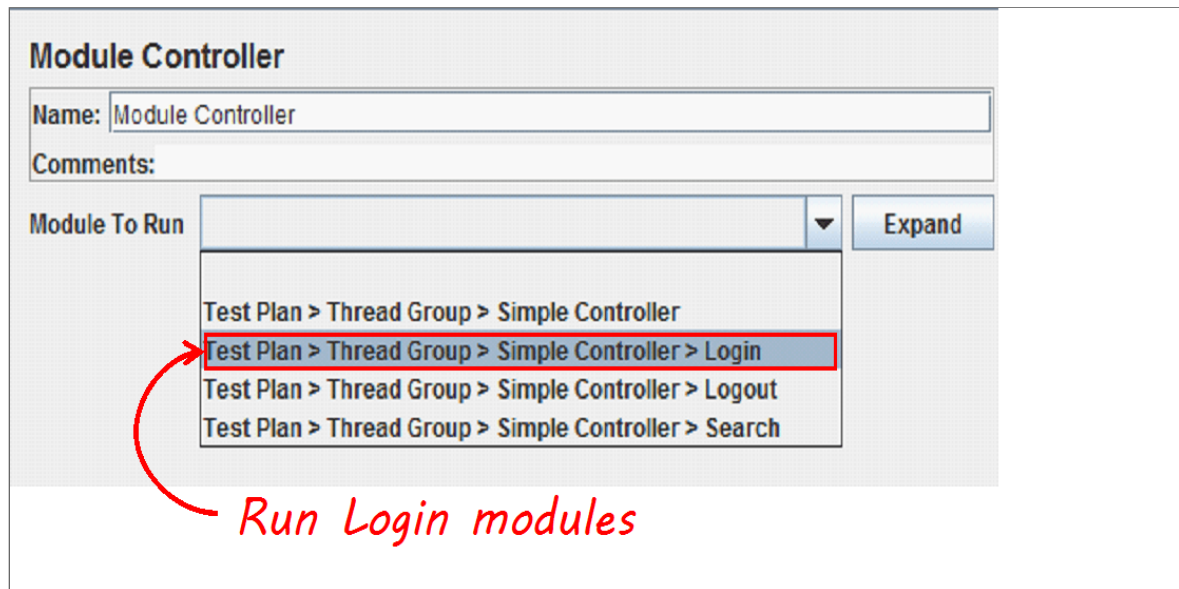 Module Controller
Name: Module Controller
Comments:
Module To Run
Expand
Test Plan > Thread Group > Simple Controller
Test Plan > Thread Group > Simple Controller > Login
Test Plan > Thread Group > Simple Controller > Logout
Test Plan > Thread Group > Simple Controller > Search
Run Login modules